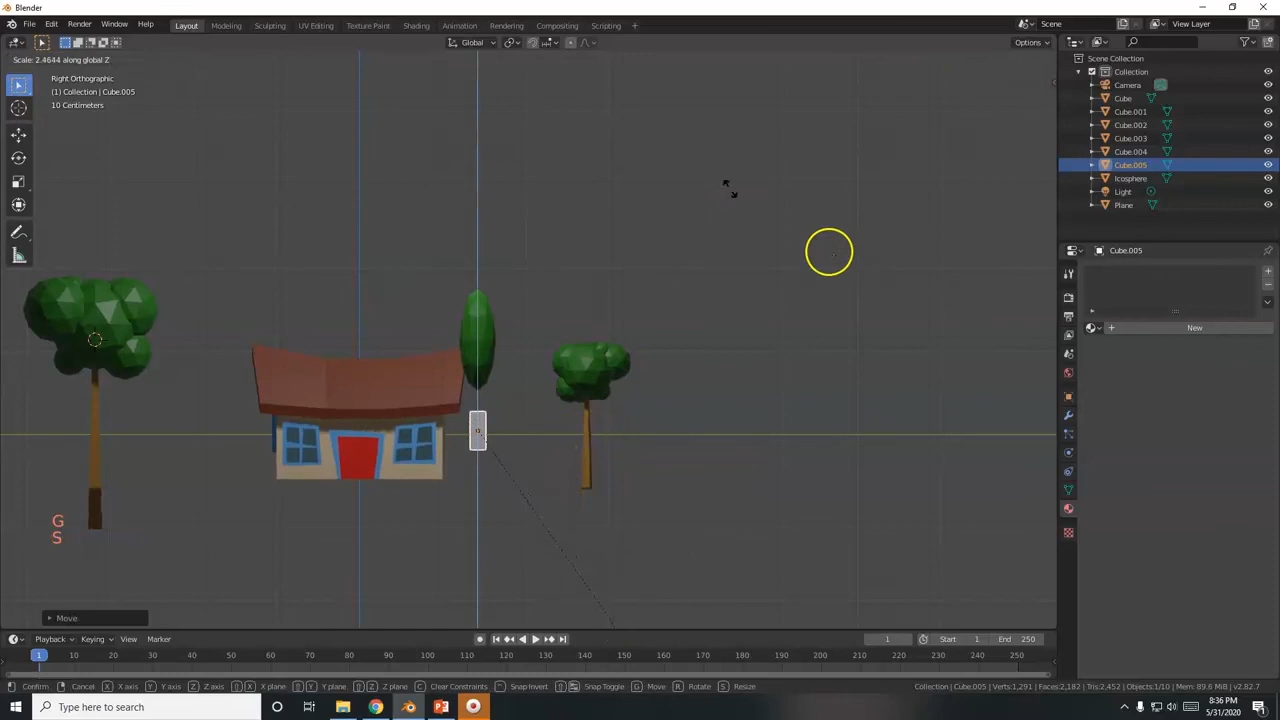 Blender
File Edit Render Window Help Layout Modeling Sculpting UV Editing Texture Paint Shading Animation Rendering Compositing Scripting + Scene View Layer
Global Options
Scale: 2.4644 along global Z
Right Orthographic
(1) Collection | Cube.005
10 Centimeters
Scene Collection
Collection
Camera
Cube
Cube.001
Cube.002
Cube.003
Cube.004
Cube.005
Icosphere
Light
Plane
Cube.005
New
G
S
Move
Playback Keying View Marker 1 Start 1 End 250
1 10 20 30 40 50 60 70 80 90 100 110 120 130 140 150 160 170 180 190 200 210 220 230 240 250
Confirm Cancel X X axis Y Y axis Z Z axis X X plane Y Y plane Z Z plane C Clear Constraints Snap Invert Snap Toggle G Move R Rotate S Resize Collection | Cube.005 | Verts:1,291 | Faces:2,182 | Tris:2,452 | Objects:1/10 | Mem: 89.6 MiB | v2.82.7
Type here to search
8:36 PM
5/31/2020